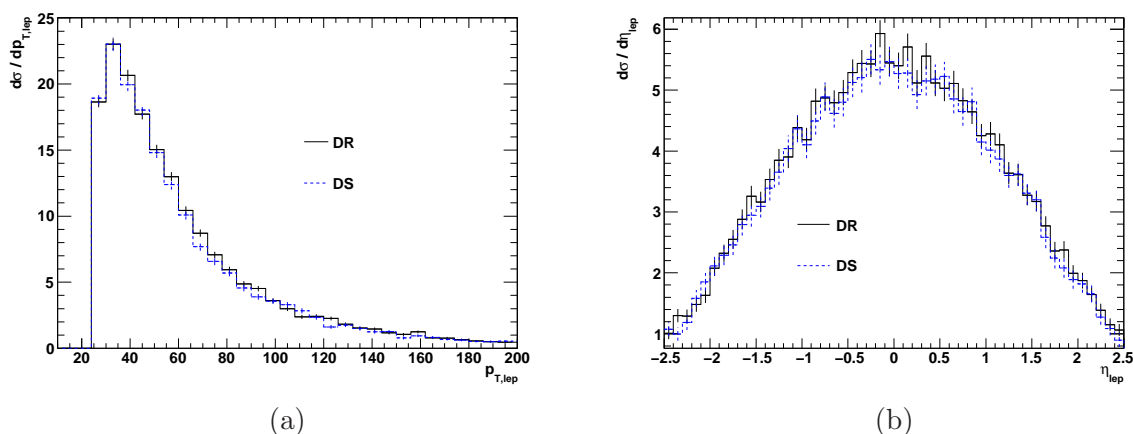 dσ / dp_T,lep
25
20
15
10
5
0
DR
DS
20 40 60 80 100 120 140 160 180 200
p_T,lep
(a)
dσ / dη_lep
6
5
4
3
2
1
DR
DS
−2.5 −2 −1.5 −1 −0.5 0 0.5 1 1.5 2 2.5
η_lep
(b)